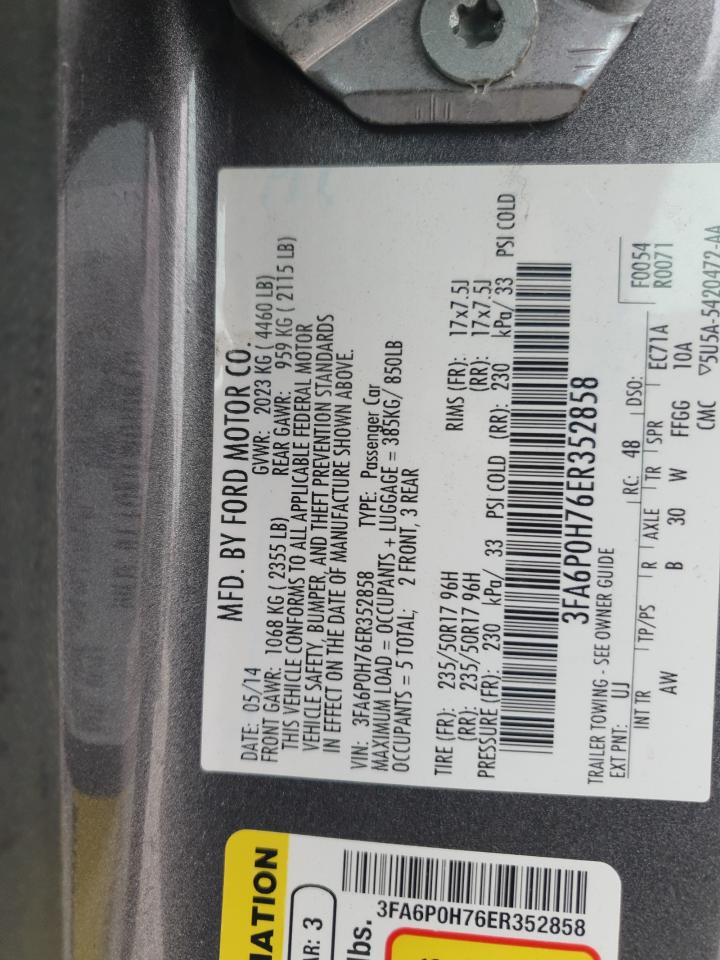 MFD. BY FORD MOTOR CO.
DATE: 05/14 GVWR: 2023 KG ( 4460 LB)
FRONT GAWR: 1068 KG ( 2355 LB) REAR GAWR: 959 KG ( 2115 LB)
THIS VEHICLE CONFORMS TO ALL APPLICABLE FEDERAL MOTOR
VEHICLE SAFETY, BUMPER, AND THEFT PREVENTION STANDARDS
IN EFFECT ON THE DATE OF MANUFACTURE SHOWN ABOVE.
VIN: 3FA6P0H76ER352858 TYPE: Passenger Car
MAXIMUM LOAD = OCCUPANTS + LUGGAGE = 385KG/ 850LB
OCCUPANTS = 5 TOTAL; 2 FRONT, 3 REAR
TIRE (FR): 235/50R17 96H RIMS (FR): 17x7.5J
(RR): 235/50R17 96H (RR): 17x7.5J
PRESSURE (FR): 230 kPa/ 33 PSI COLD (RR): 230 kPa/ 33 PSI COLD
3FA6P0H76ER352858
TRAILER TOWING - SEE OWNER GUIDE F0054
EXT PNT: UJ RC: 48 DSO: R0071
INT TR TP/PS R AXLE TR SPR EC71A
AW B 30 W FFGG 10A
CMC ▽5U5A-5420472-AA
MATION
AR: 3
lbs.
3FA6P0H76ER352858